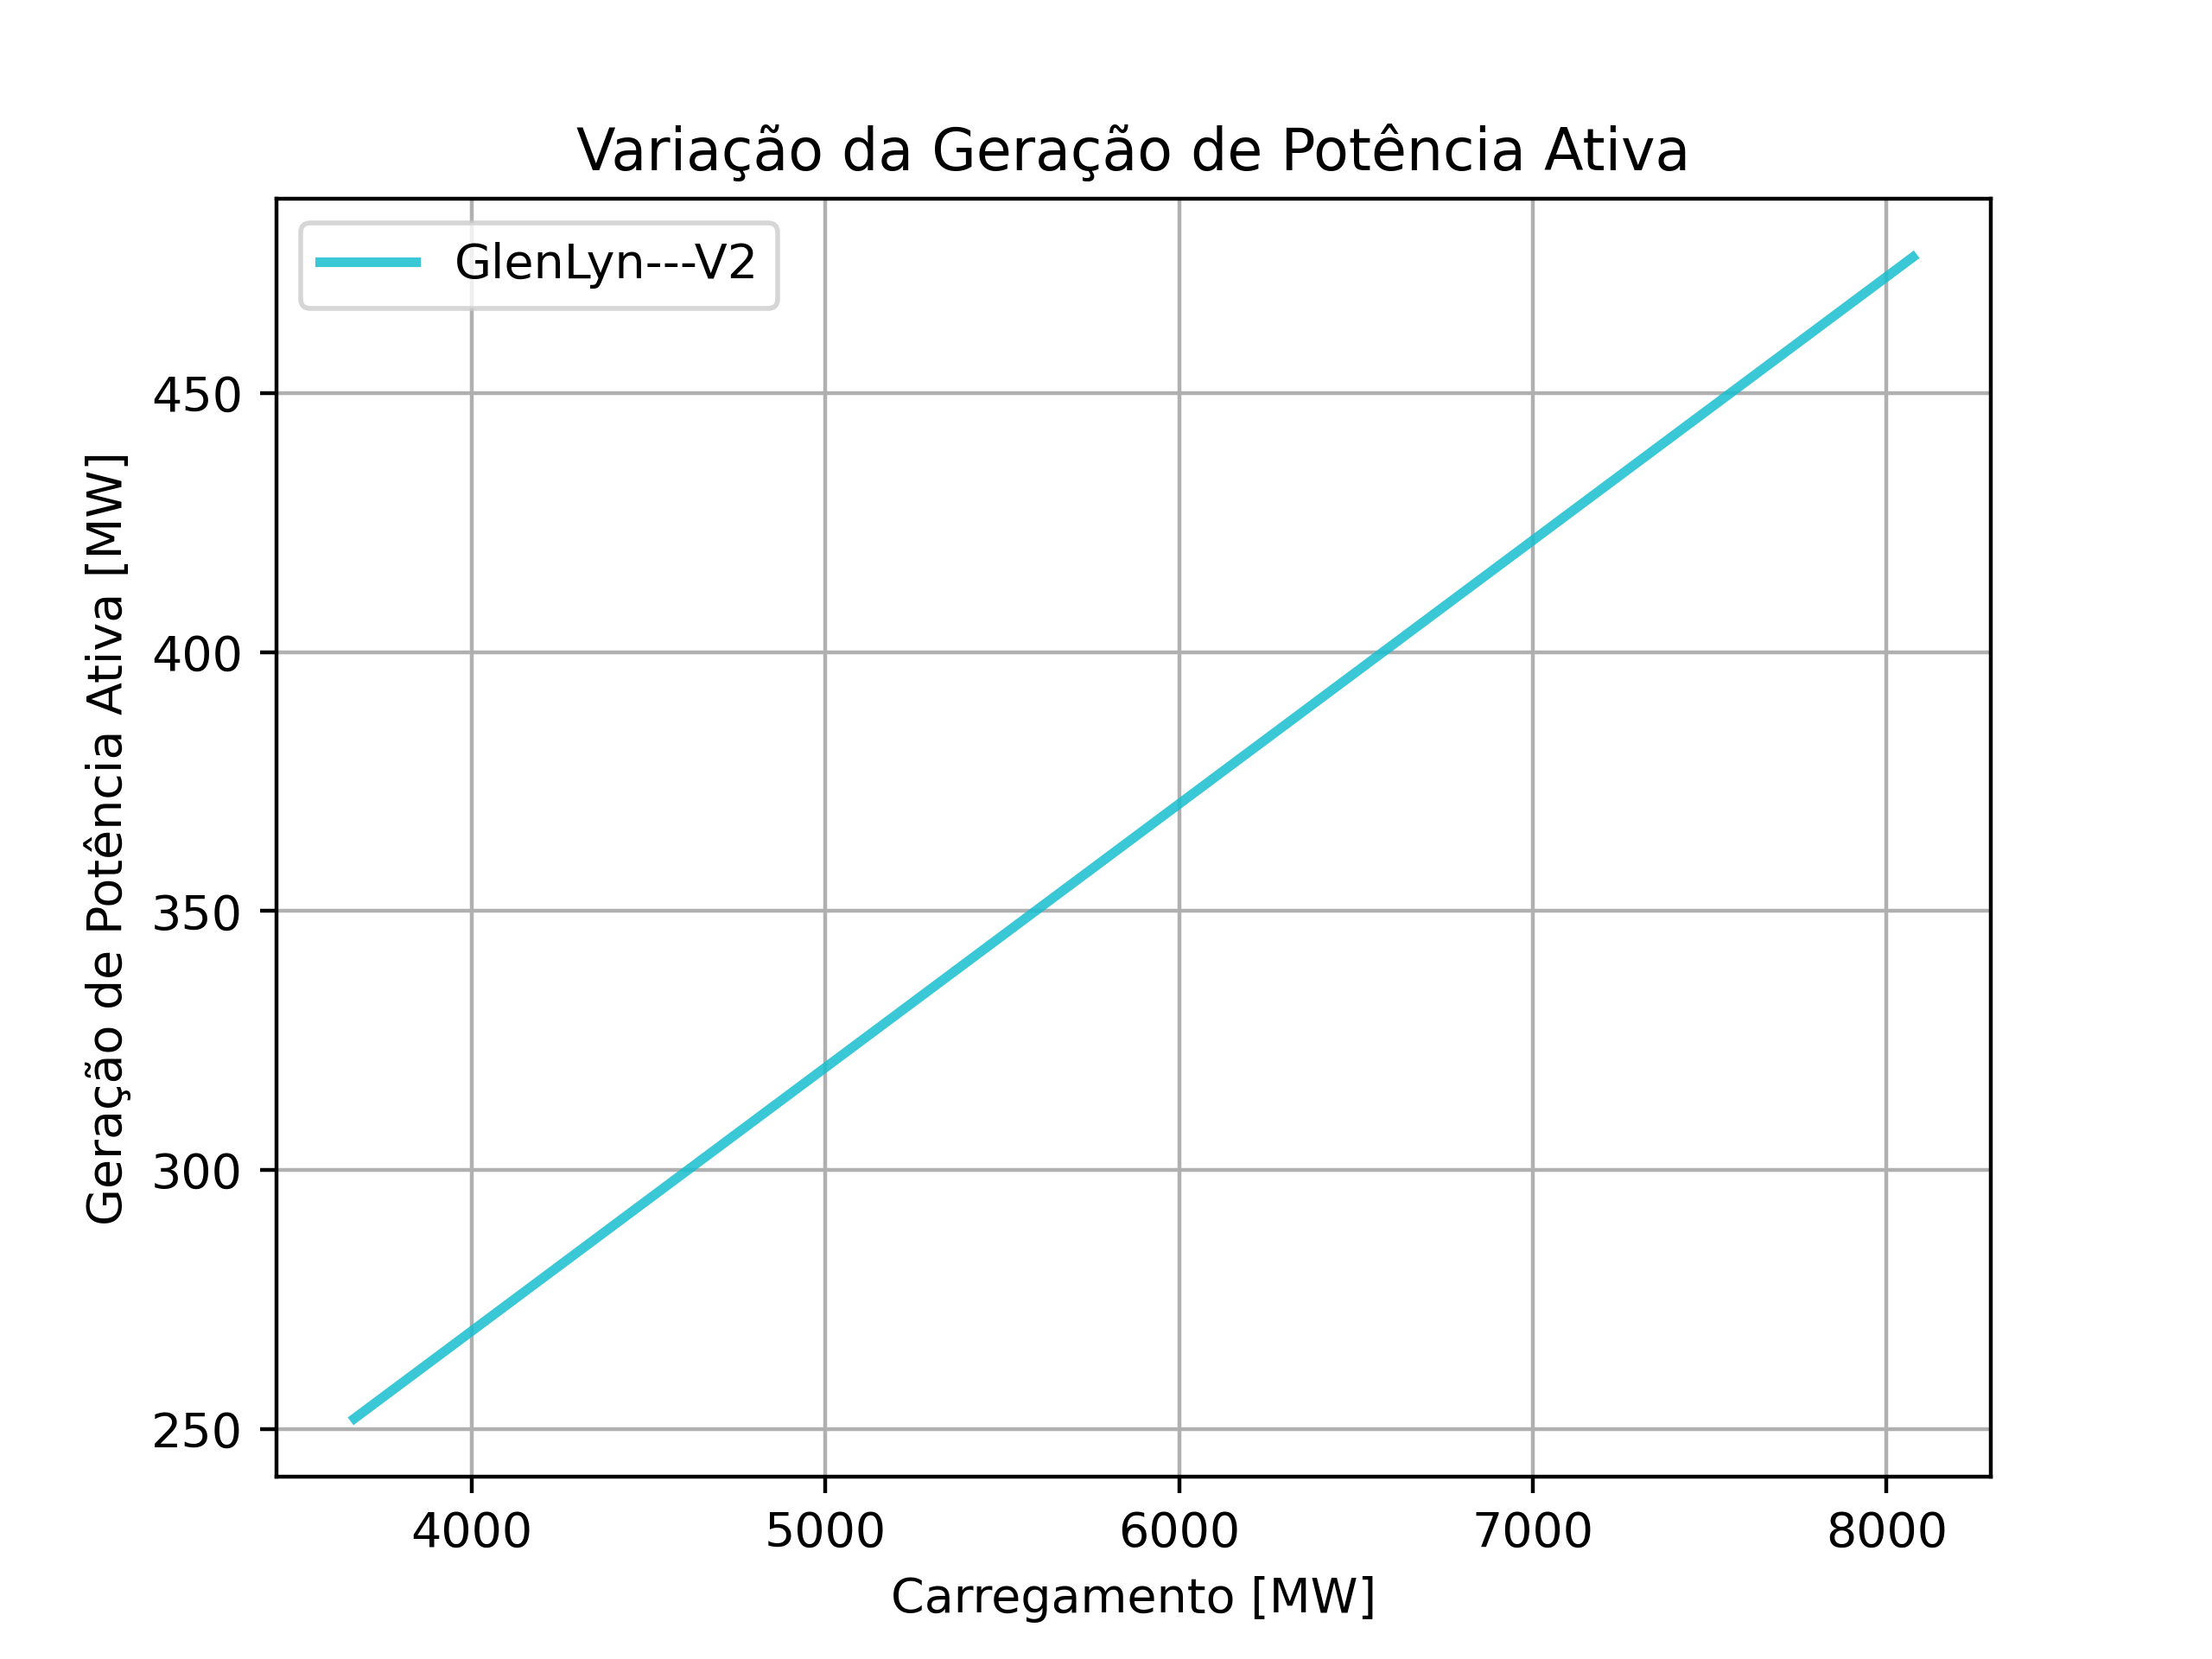 Variação da Geração de Potência Ativa
GlenLyn---V2
Geração de Potência Ativa [MW]
450
400
350
300
250
4000 5000 6000 7000 8000
Carregamento [MW]